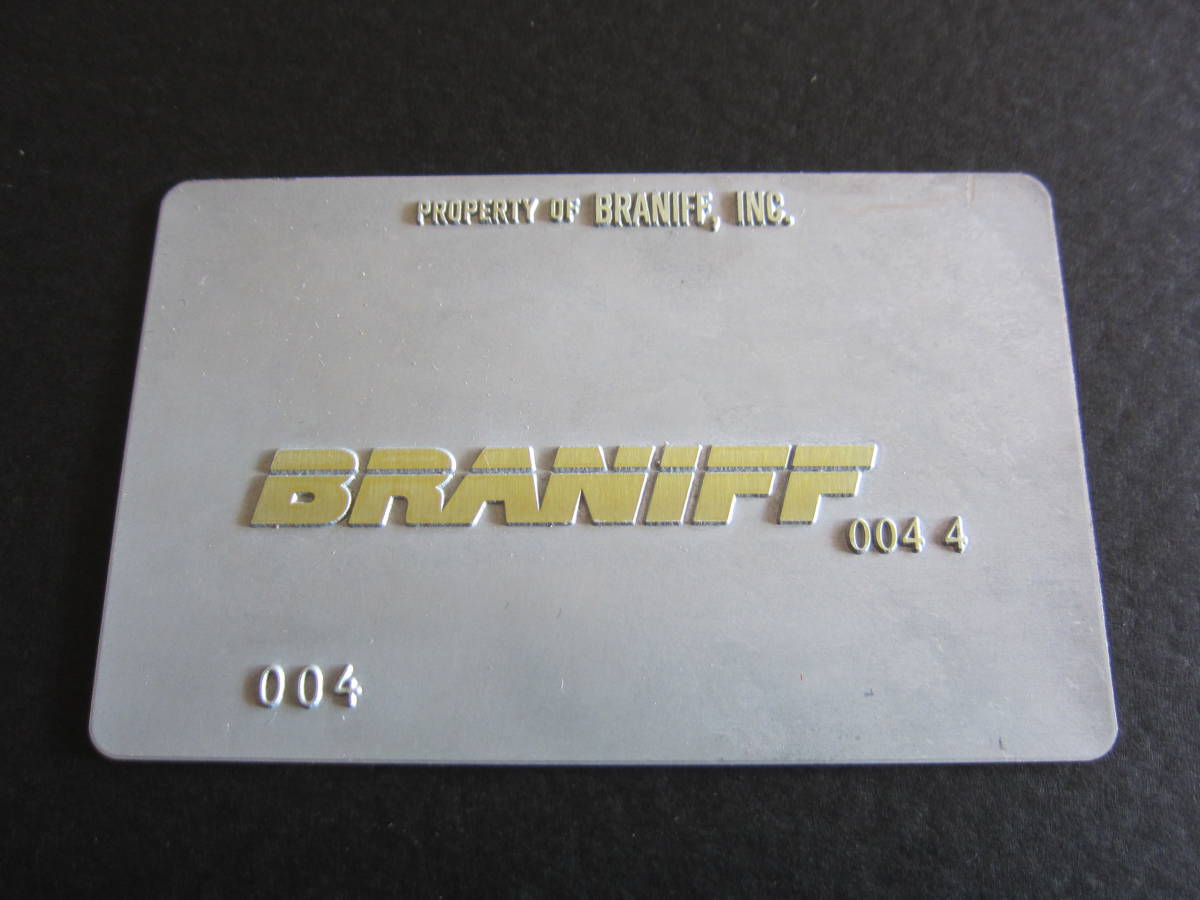 PROPERTY OF BRANIFF, INC.
BRANIFF
004 4
004